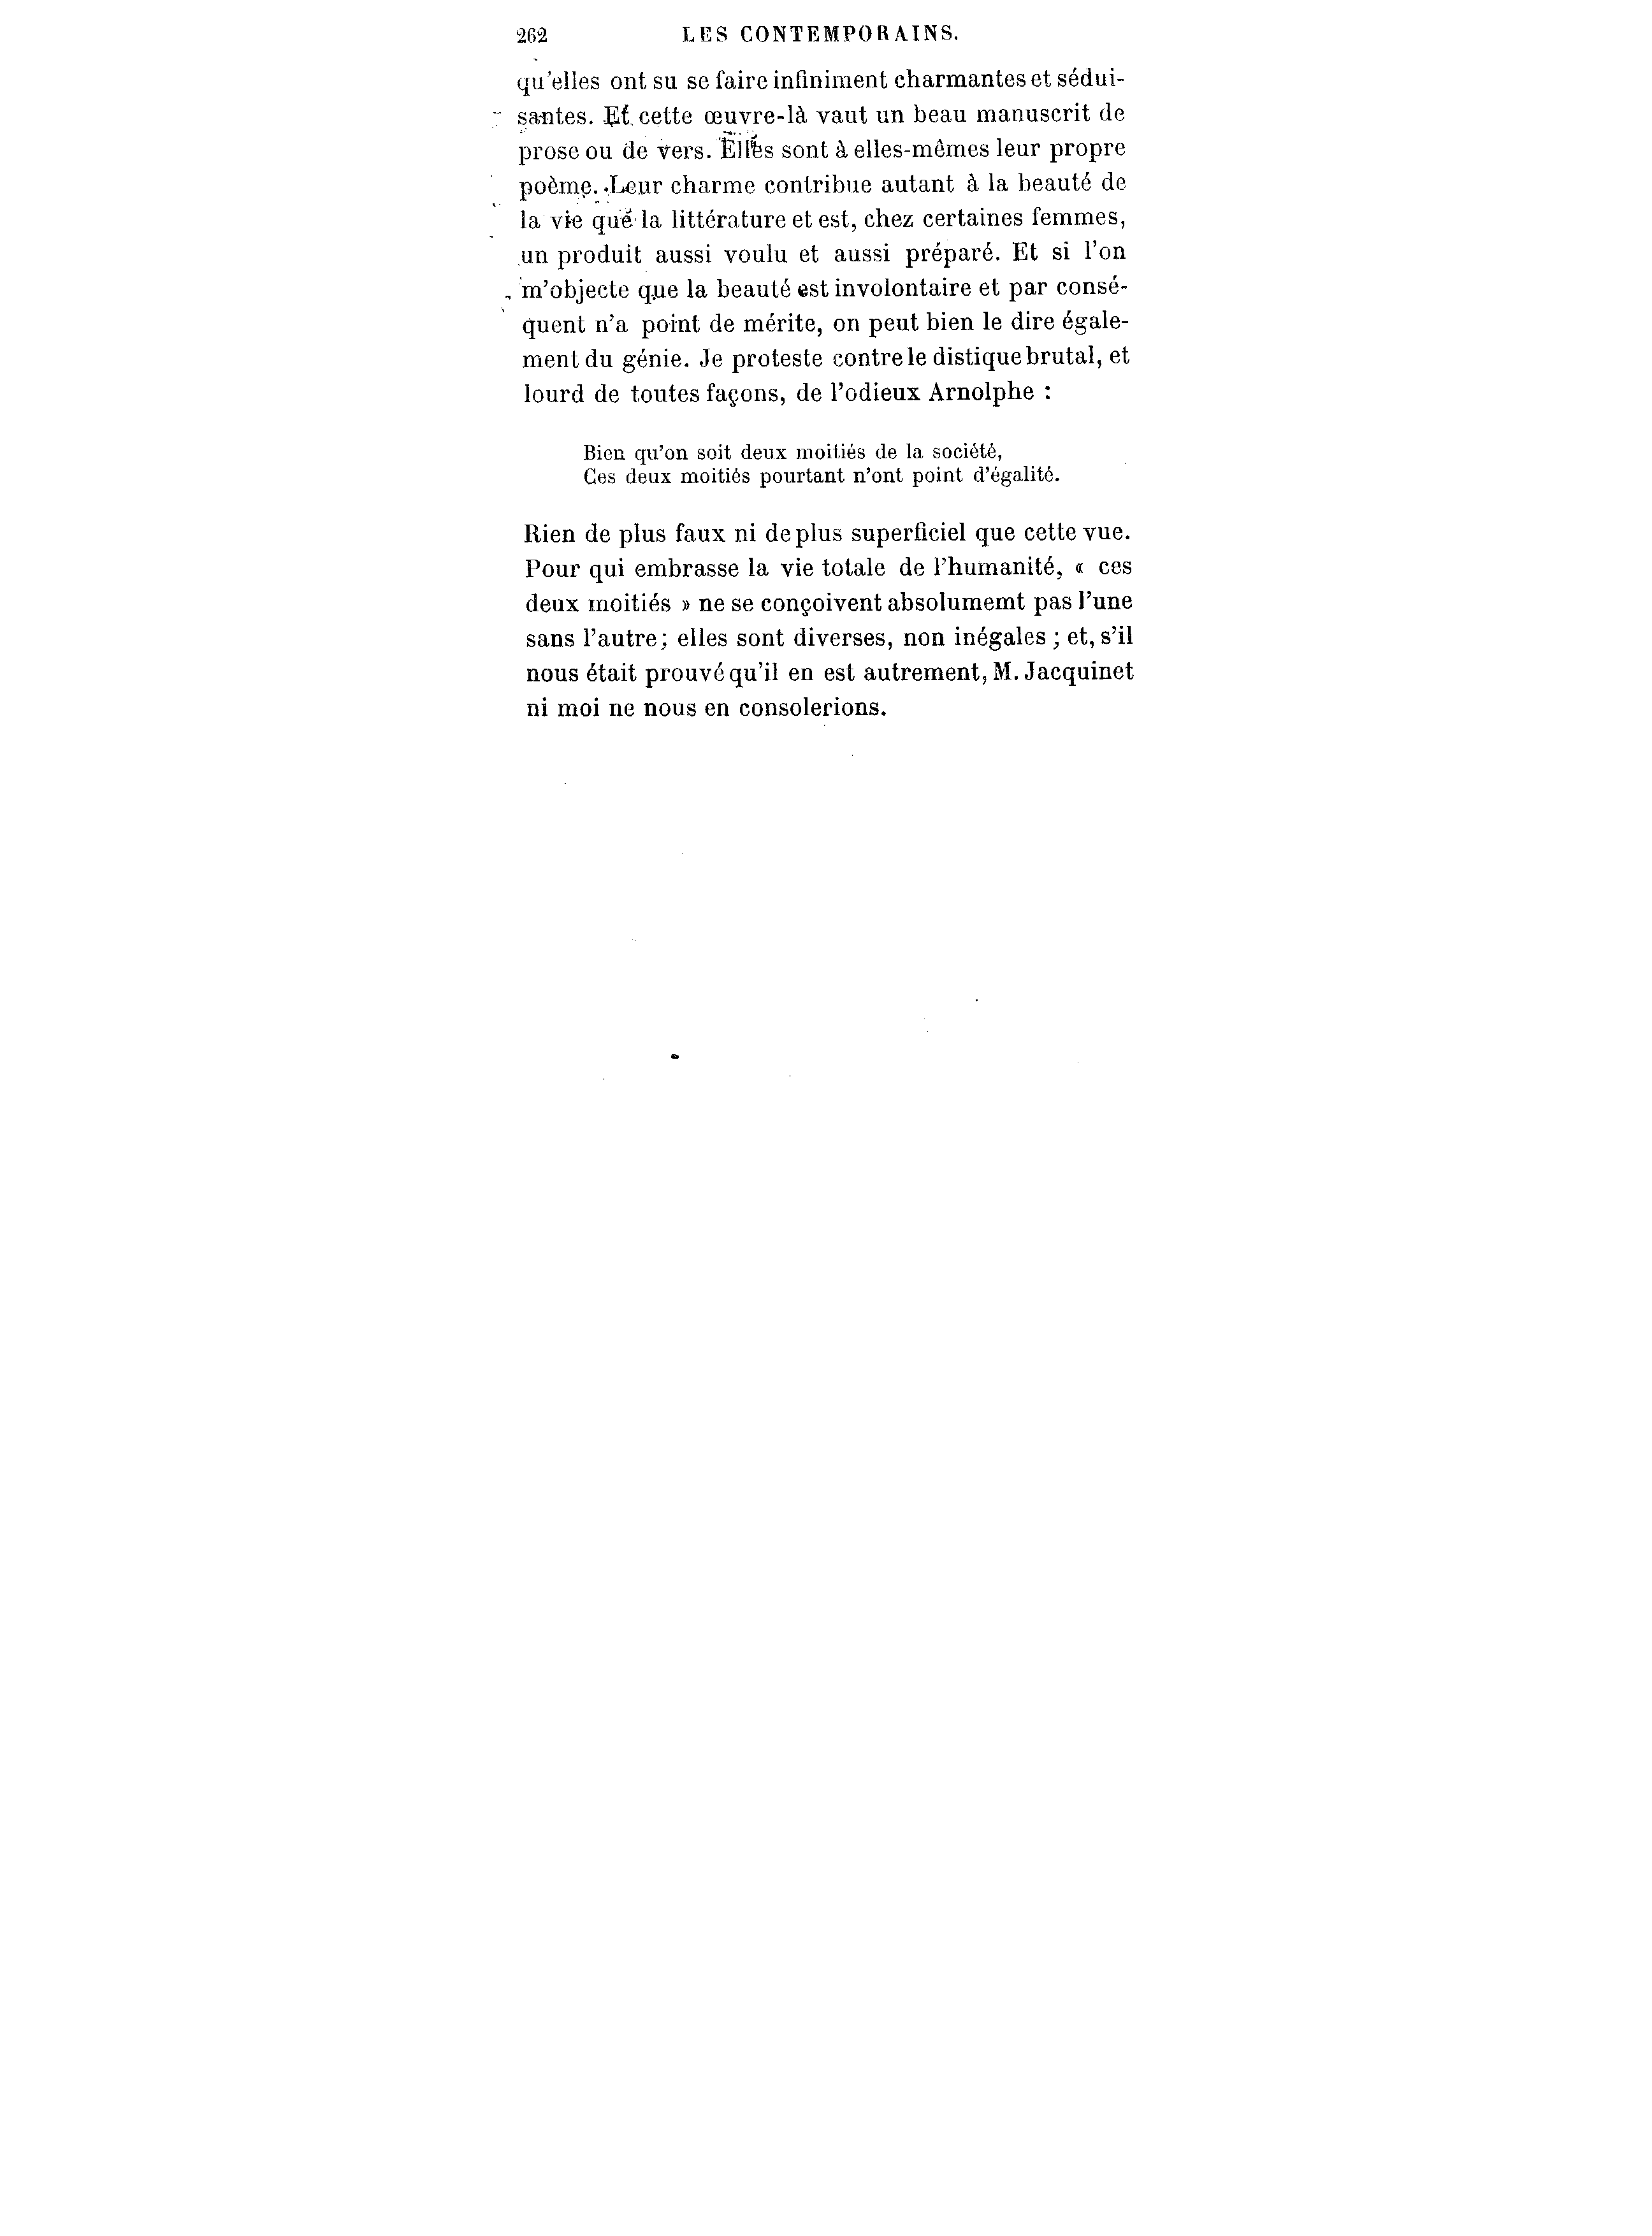 262 LES CONTEMPORAINS.
qu'elles ont su se faire infiniment charmantes et sédui-
santes. Et cette œuvre-là vaut un beau manuscrit de
prose ou de vers. Elles sont à elles-mêmes leur propre
poème. Leur charme contribue autant à la beauté de
la vie que la littérature et est, chez certaines femmes,
un produit aussi voulu et aussi préparé. Et si l'on
m'objecte que la beauté est involontaire et par consé-
quent n'a point de mérite, on peut bien le dire égale-
ment du génie. Je proteste contre le distique brutal, et
lourd de toutes façons, de l'odieux Arnolphe :
Bien qu'on soit deux moitiés de la société,
Ces deux moitiés pourtant n'ont point d'égalité.
Rien de plus faux ni de plus superficiel que cette vue.
Pour qui embrasse la vie totale de l'humanité, « ces
deux moitiés » ne se conçoivent absolumemt pas l'une
sans l'autre; elles sont diverses, non inégales ; et, s'il
nous était prouvé qu'il en est autrement, M. Jacquinet
ni moi ne nous en consolerions.